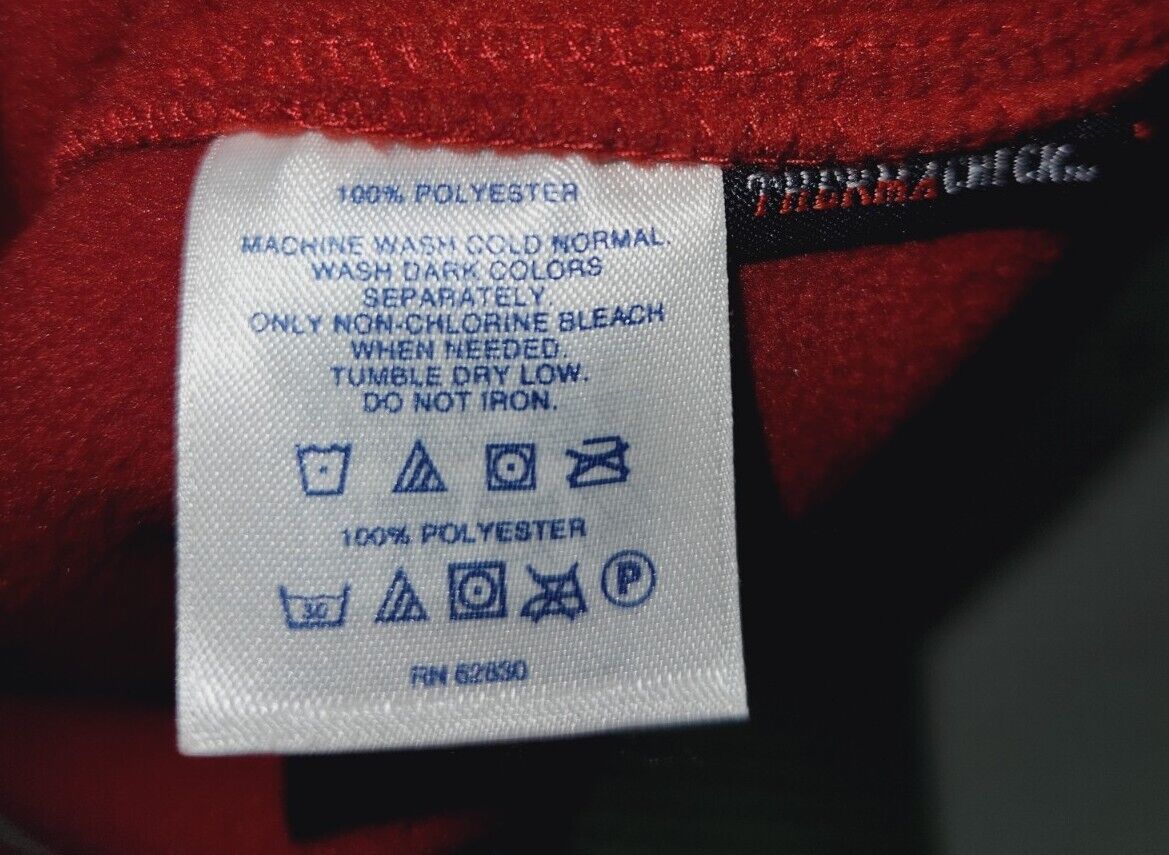 100% POLYESTER
THERMACHECK™
MACHINE WASH COLD NORMAL.
WASH DARK COLORS
SEPARATELY.
ONLY NON-CHLORINE BLEACH
WHEN NEEDED.
TUMBLE DRY LOW.
DO NOT IRON.
100% POLYESTER
30
P
RN 62830